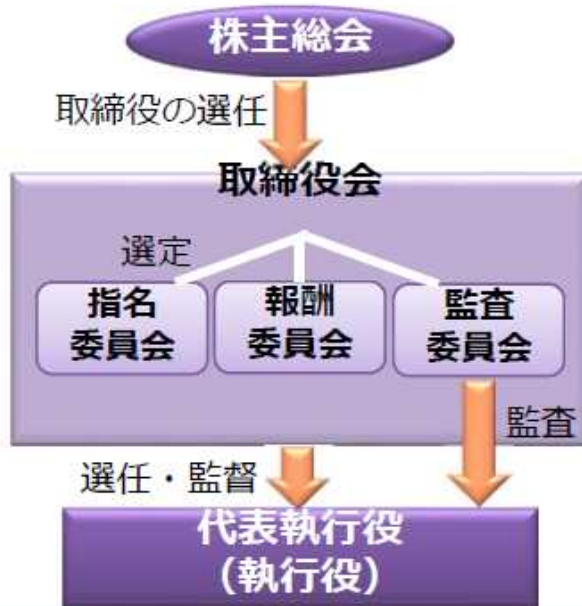 株主総会
取締役の選任
取締役会
選定
指名
委員会
報酬
委員会
監査
委員会
監査
選任・監督
代表執行役
(執行役)